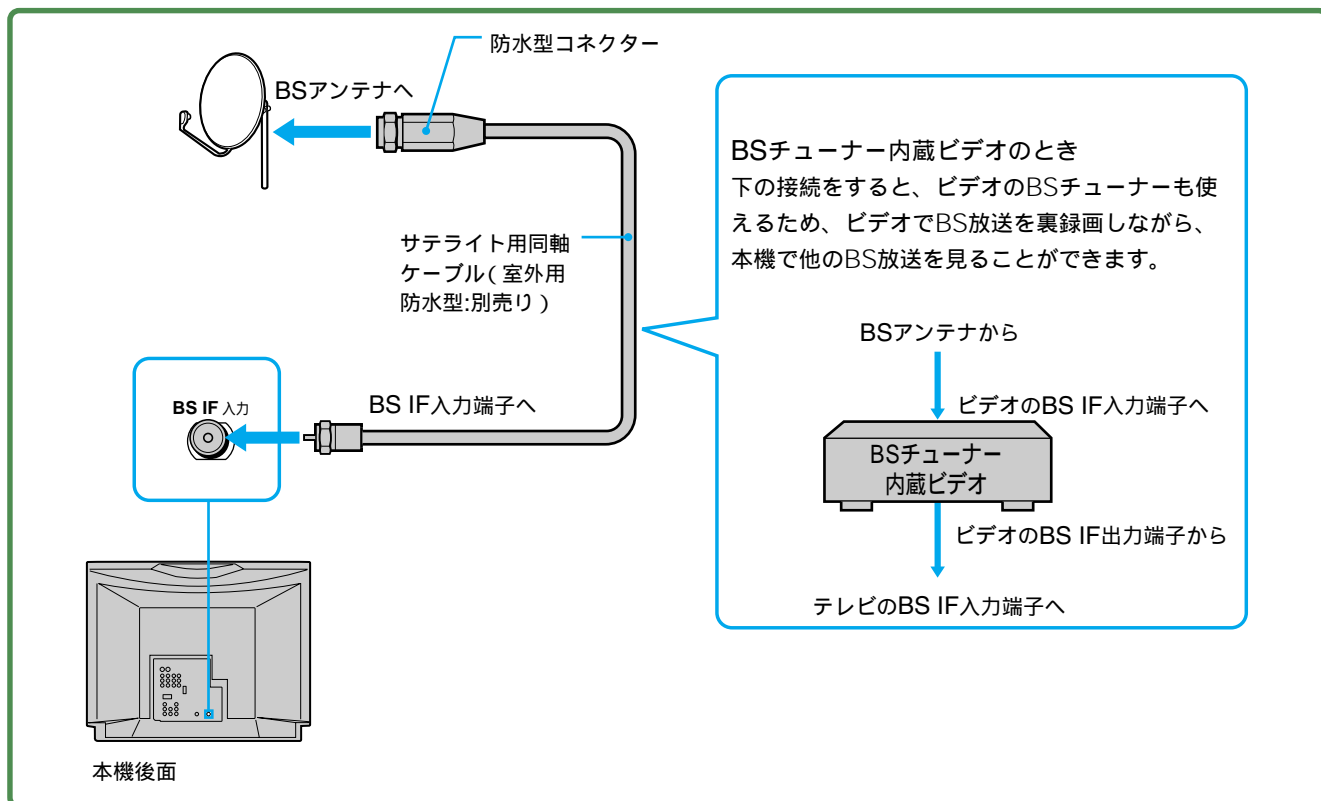 防水型コネクター
BSアンテナへ
サテライト用同軸
ケーブル(室外用
防水型:別売り)
BS IF 入力
BS IF入力端子へ
本機後面
BSチューナー内蔵ビデオのとき
下の接続をすると、ビデオのBSチューナーも使
えるため、ビデオでBS放送を裏録画しながら、
本機で他のBS放送を見ることができます。
BSアンテナから
ビデオのBS IF入力端子へ
BSチューナー
内蔵ビデオ
ビデオのBS IF出力端子から
テレビのBS IF入力端子へ